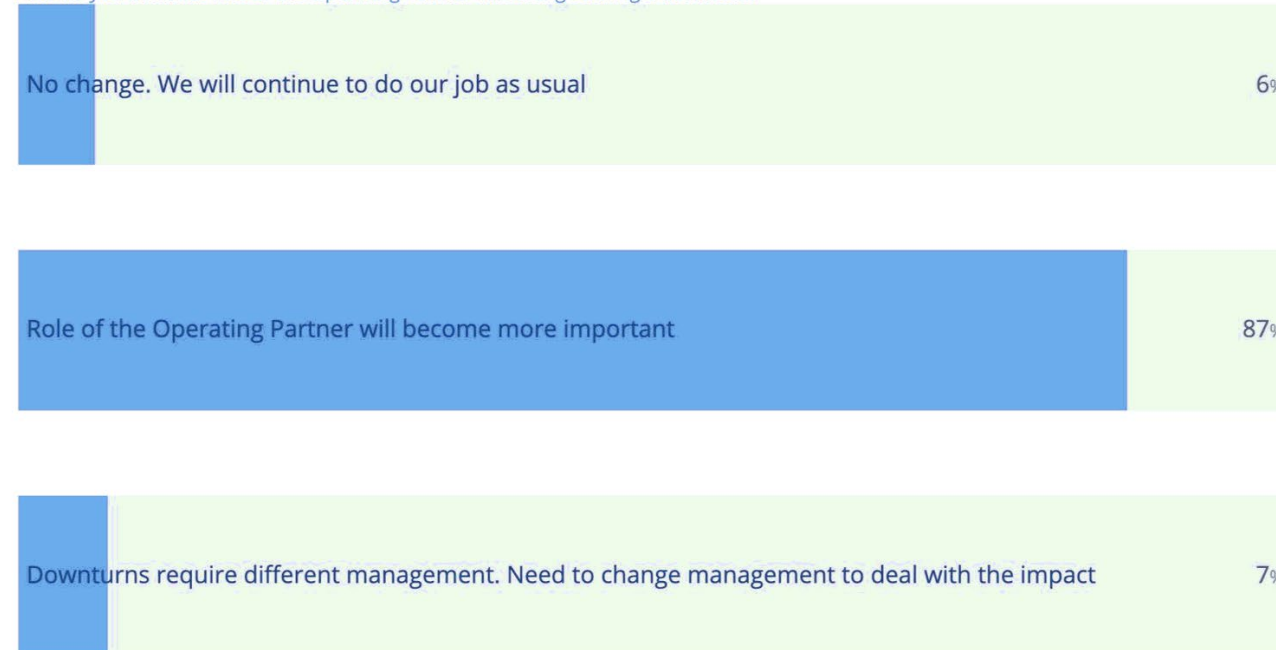 No change. We will continue to do our job as usual 6%
Role of the Operating Partner will become more important 87%
Downturns require different management. Need to change management to deal with the impact 7%